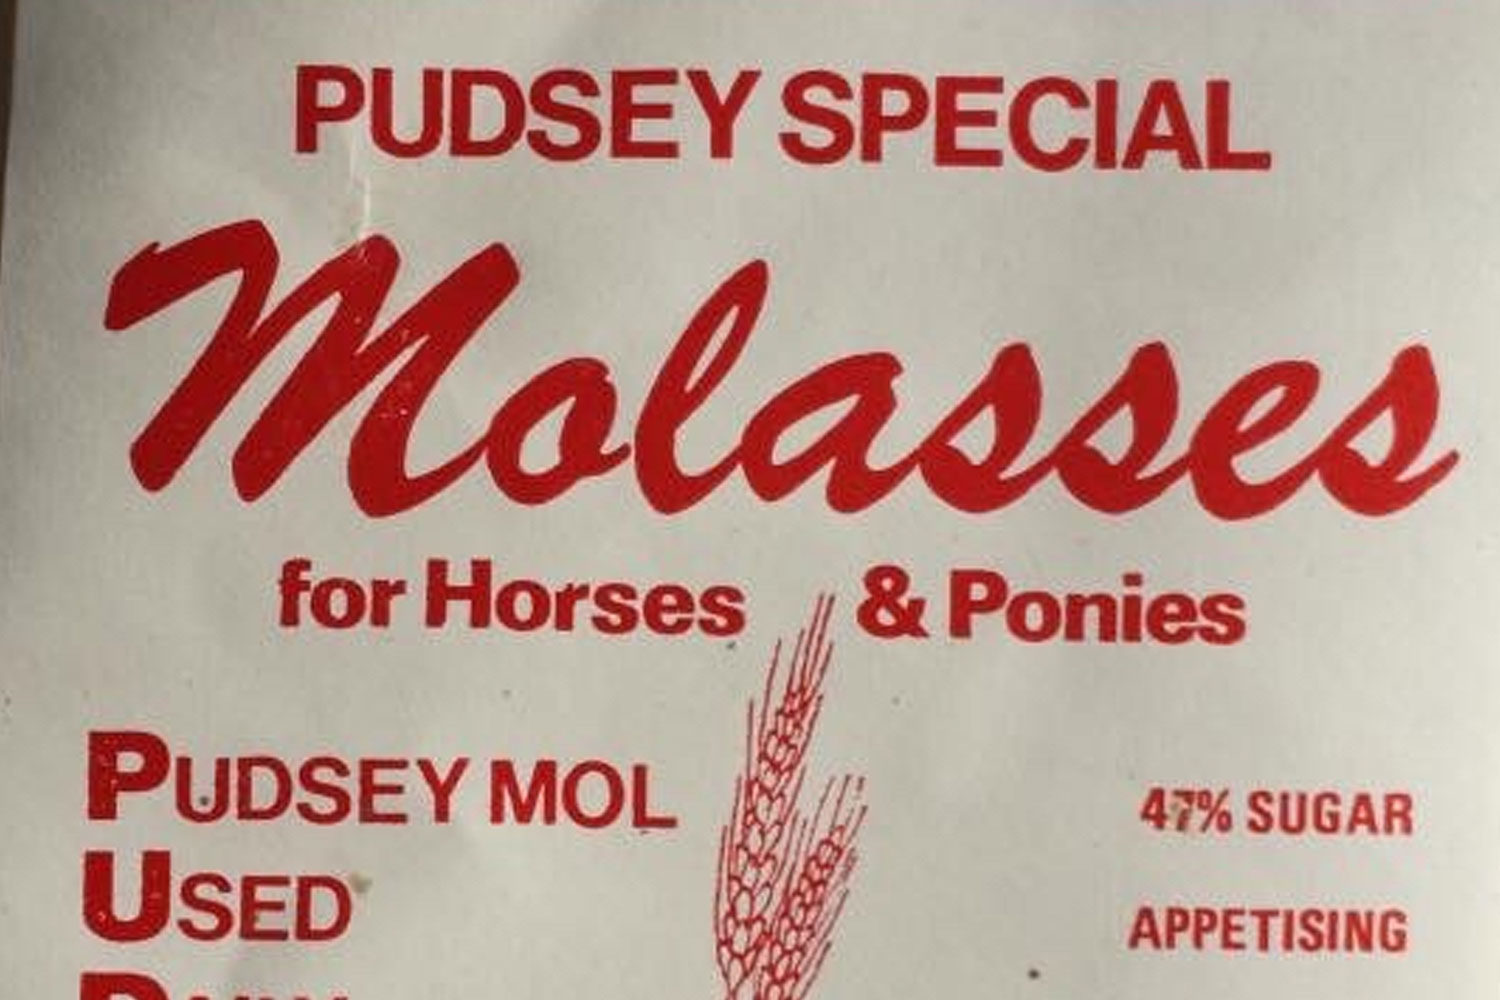 PUDSEY SPECIAL
Molasses
for Horses & Ponies
PUDSEY MOL
47% SUGAR
USED
APPETISING